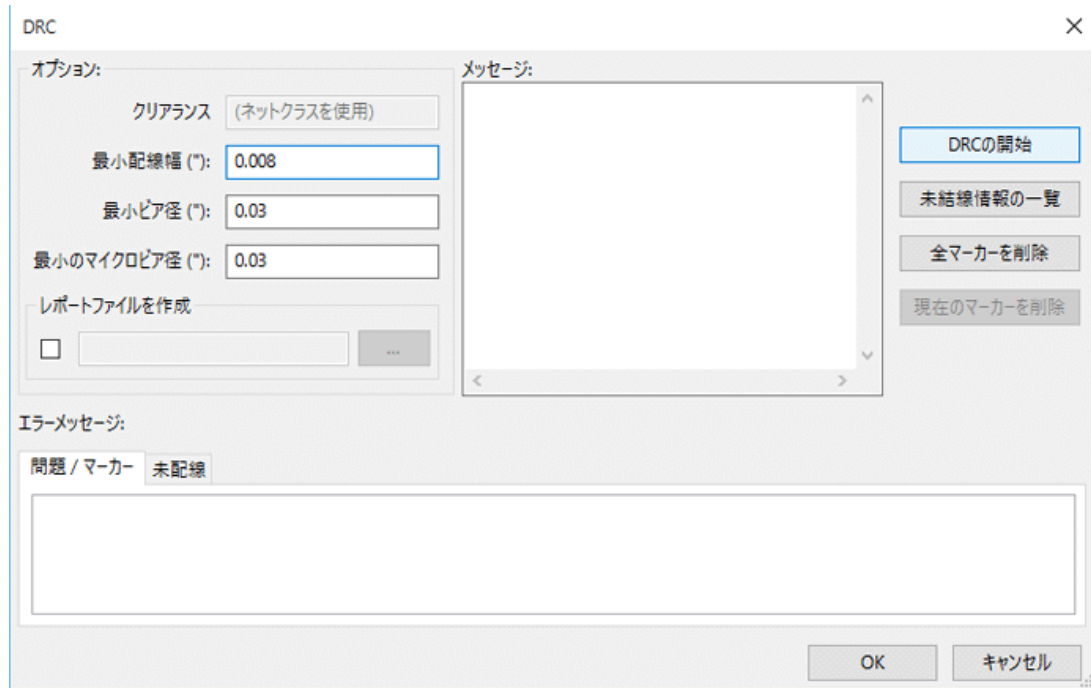 DRC
オプション:
クリアランス (ネットクラスを使用)
最小配線幅 ("): 0.008
最小ビア径 ("): 0.03
最小のマイクロビア径 ("): 0.03
レポートファイルを作成
...
メッセージ:
DRCの開始
未結線情報の一覧
全マーカーを削除
現在のマーカーを削除
エラーメッセージ:
問題 / マーカー 未配線
OK キャンセル